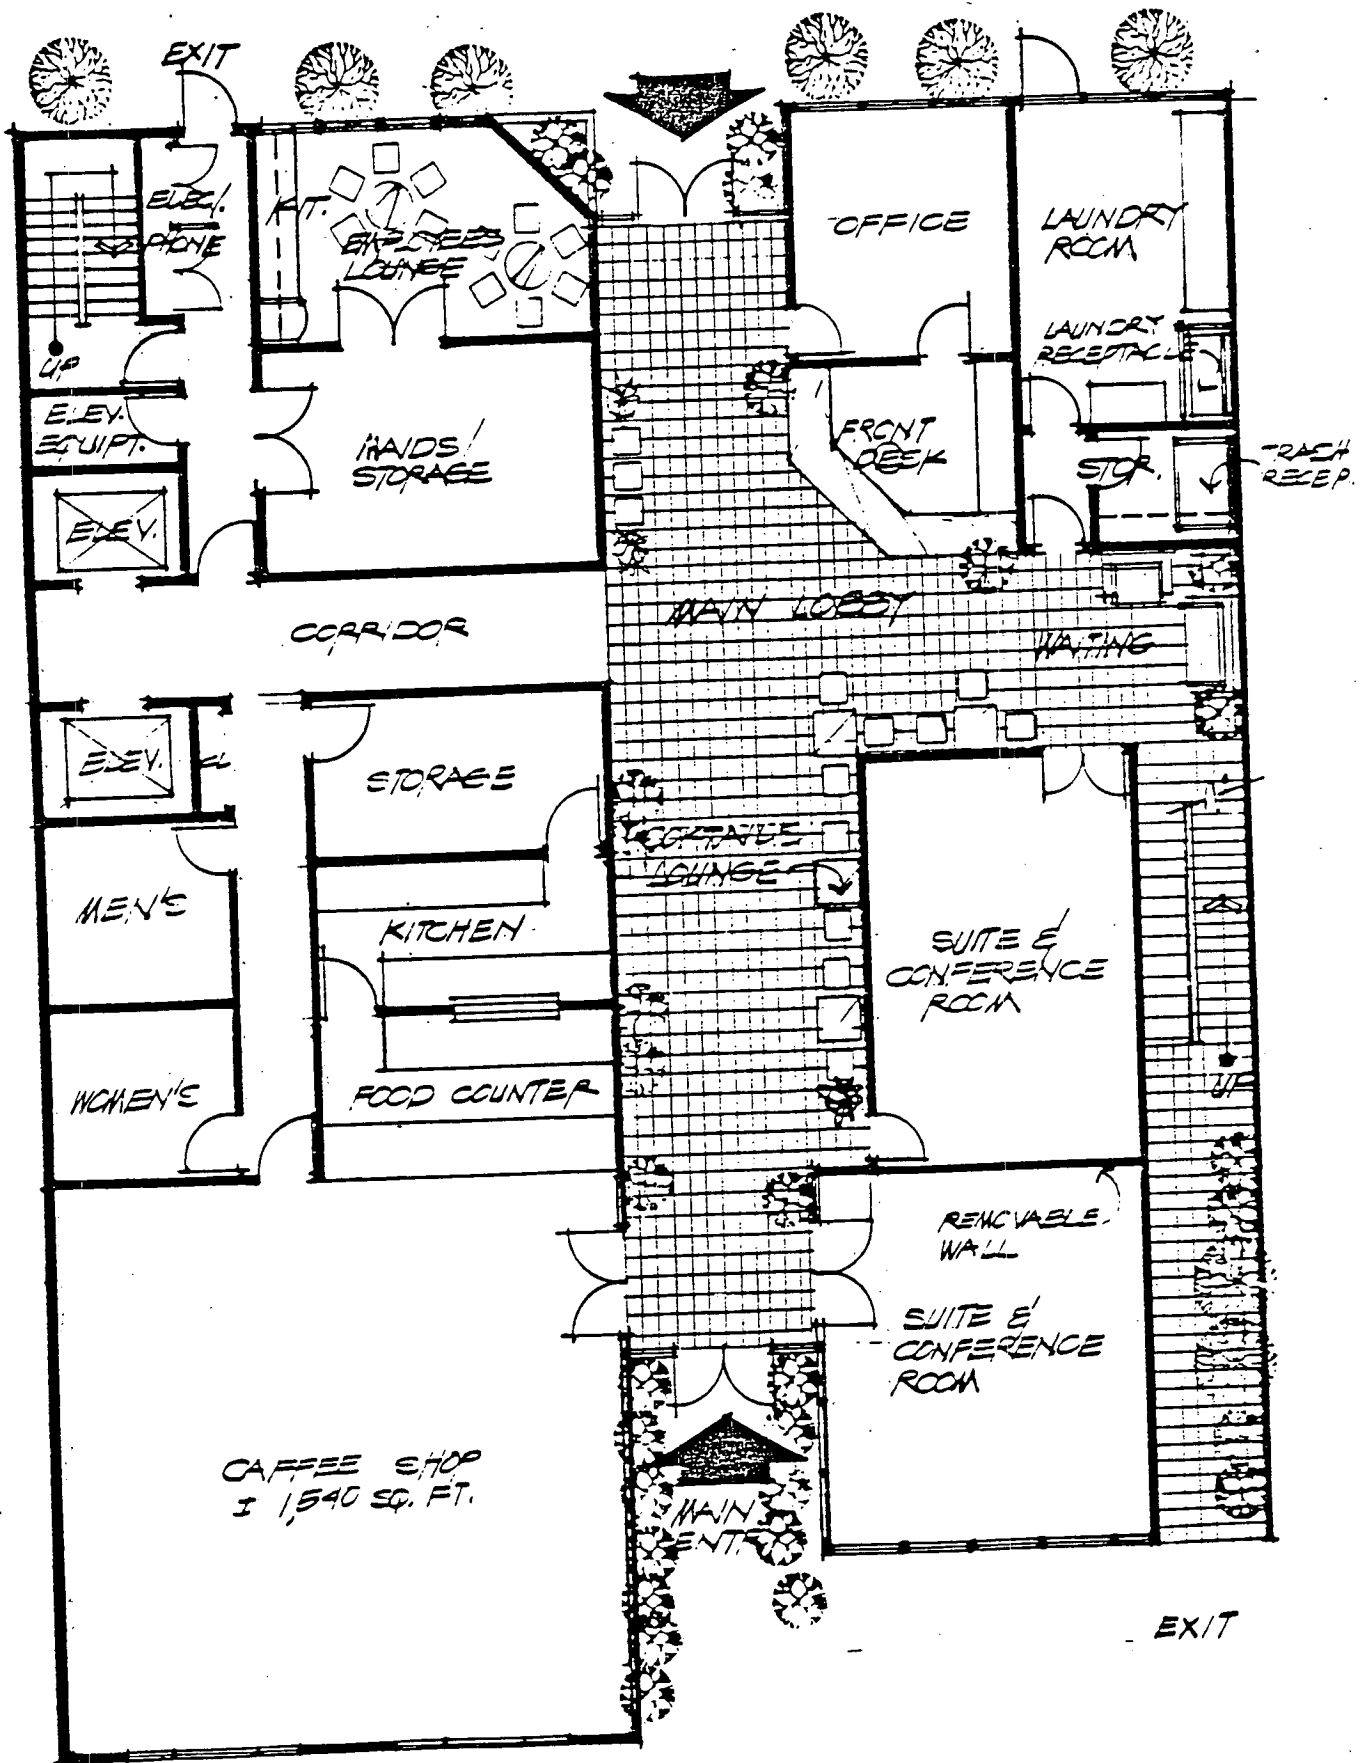 EXIT
ELEC/.
PHONE
KIT.
EMPLOYEES
LOUNGE
OFFICE
LAUNDRY
ROOM
UP
LAUNDRY
RECEPTACLE
ELEV.
EQUIPT.
MAIDS/
STORAGE
FRONT
DESK
STOR.
TRASH
RECEP.
ELEV.
CORRIDOR
MAIN LOBBY
WAITING
ELEV.
CL
STORAGE
COCKTAILS
LOUNGE
MEN'S
KITCHEN
SUITE &
CONFERENCE
ROOM
WOMEN'S
FOOD COUNTER
UP
REMOVABLE
WALL
SUITE &
CONFERENCE
ROOM
CAFFEE SHOP
± 1,540 SQ. FT.
MAIN
ENTR
EXIT